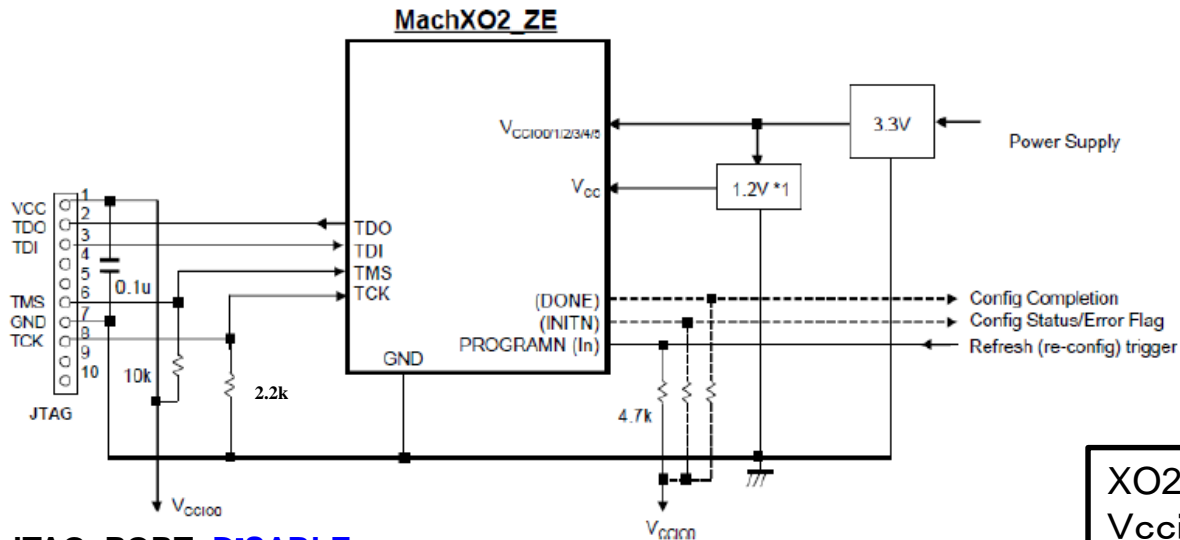 MachXO2_ZE
VCCIO0/1/2/3/4/5
3.3V
Power Supply
VCC
1.2V *1
VCC
TDO
TDI
TMS
GND
TCK
1
2
3
4
5
6
7
8
9
10
JTAG
0.1u
10k
2.2k
TDO
TDI
TMS
TCK
GND
(DONE)
(INITN)
PROGRAMN (In)
Config Completion
Config Status/Error Flag
Refresh (re-config) trigger
4.7k
VCCIO0
VCCIO0
XO2
Vcci
JTAG_PORT=DISABLE